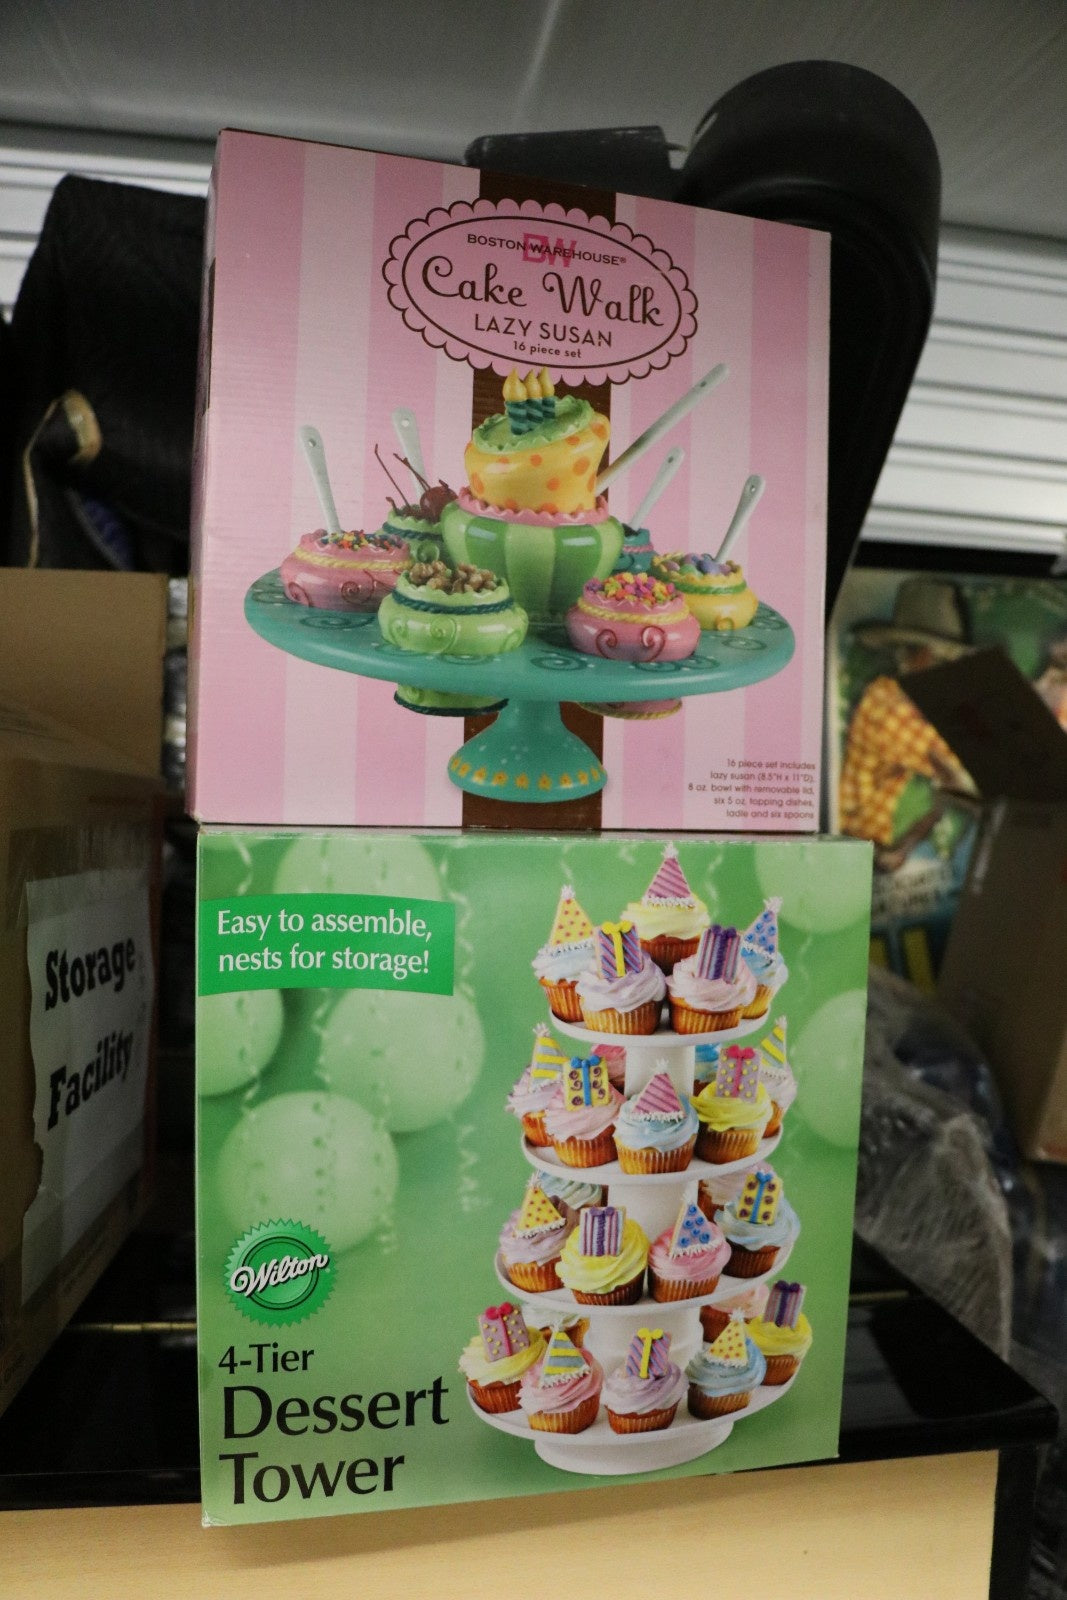 BOSTON WAREHOUSE®
BW
Cake Walk
LAZY SUSAN
16 piece set
16 piece set includes
lazy susan (8.5"H x 11"D),
8 oz. bowl with removable lid,
six 5 oz. topping dishes,
ladle and six spoons
Easy to assemble,
nests for storage!
Wilton
4-Tier
Dessert
Tower
Storage
Facility